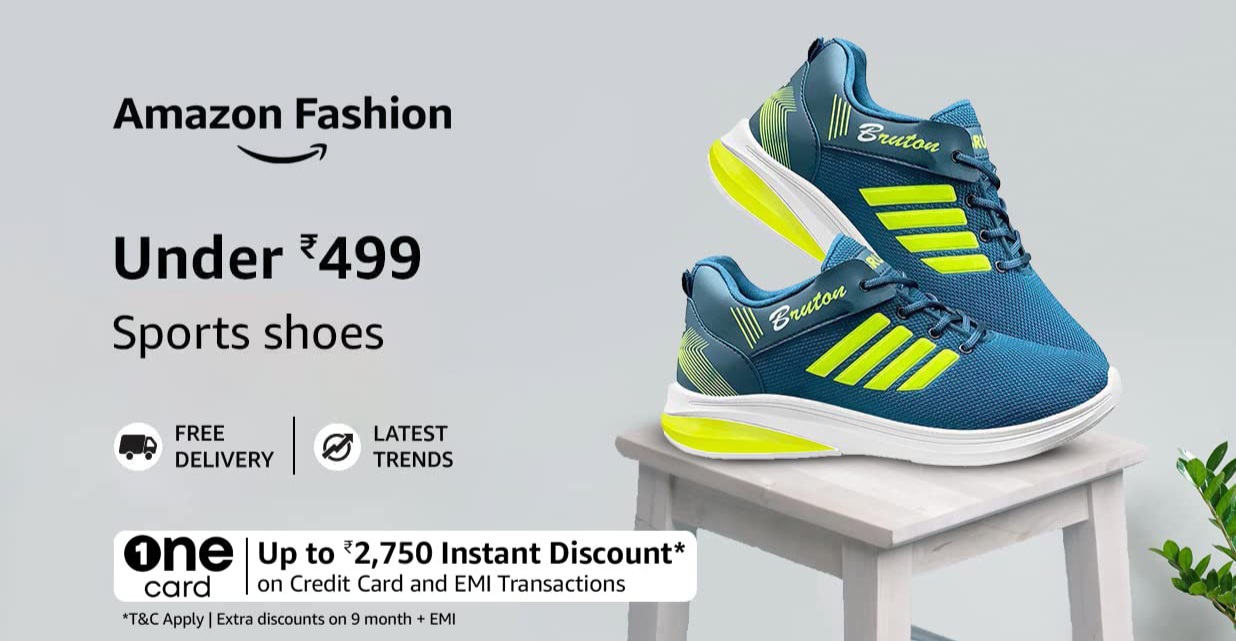 Amazon Fashion
Under ₹499
Sports shoes
FREE
DELIVERY
LATEST
TRENDS
one
card
Up to ₹2,750 Instant Discount*
on Credit Card and EMI Transactions
*T&C Apply | Extra discounts on 9 month + EMI
Bruton
Bruton